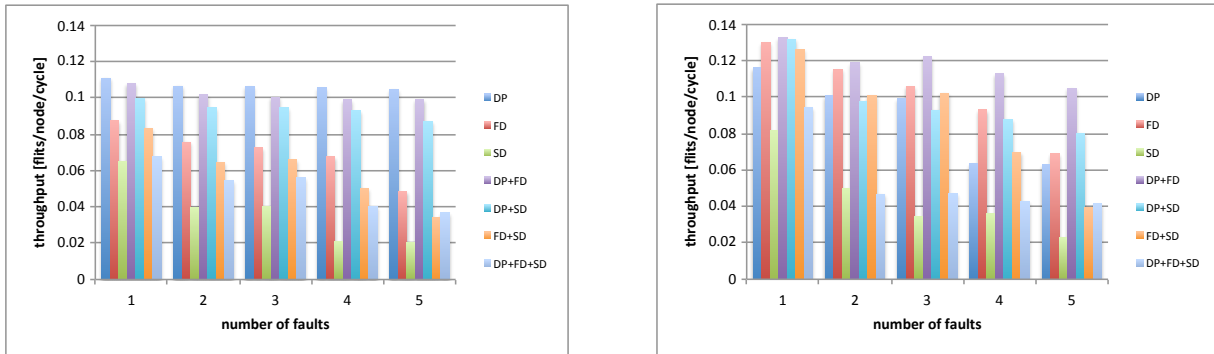 0.14
0.12
0.1
0.08
0.06
0.04
0.02
0
throughput [flits/node/cycle]
1 2 3 4 5
number of faults
DP
FD
SD
DP+FD
DP+SD
FD+SD
DP+FD+SD
0.14
0.12
0.1
0.08
0.06
0.04
0.02
0
throughput [flits/node/cycle]
1 2 3 4 5
number of faults
DP
FD
SD
DP+FD
DP+SD
FD+SD
DP+FD+SD